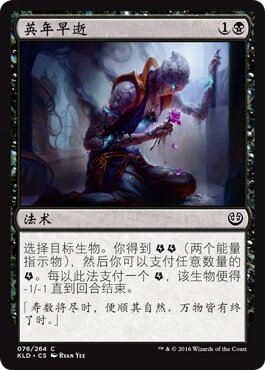 英年早逝 1
法术
选择目标生物。你得到（两个能量
指示物），然后你可以支付任意数量的
。每以此法支付一个，该生物便得
-1/-1 直到回合结束。
「寿数将尽时，便顺其自然。万物皆有终
了时。」
076/264 C
KLD • CS RYAN YEE
™ & © 2016 Wizards of the Coast